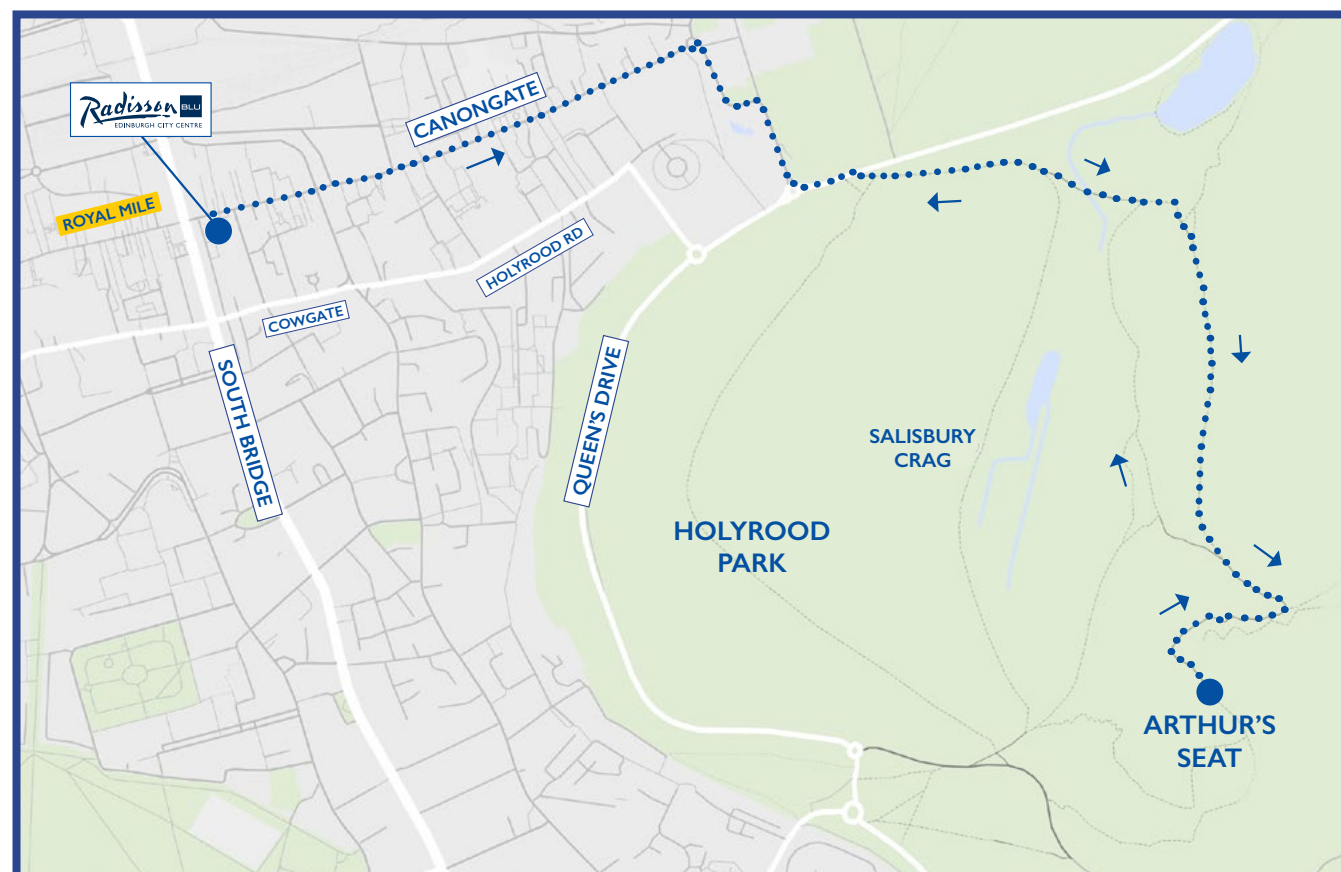 Radisson BLU
EDINBURGH CITY CENTRE
CANONGATE
ROYAL MILE
HOLYROOD RD
COWGATE
SOUTH BRIDGE
QUEEN'S DRIVE
SALISBURY
CRAG
HOLYROOD
PARK
ARTHUR'S
SEAT